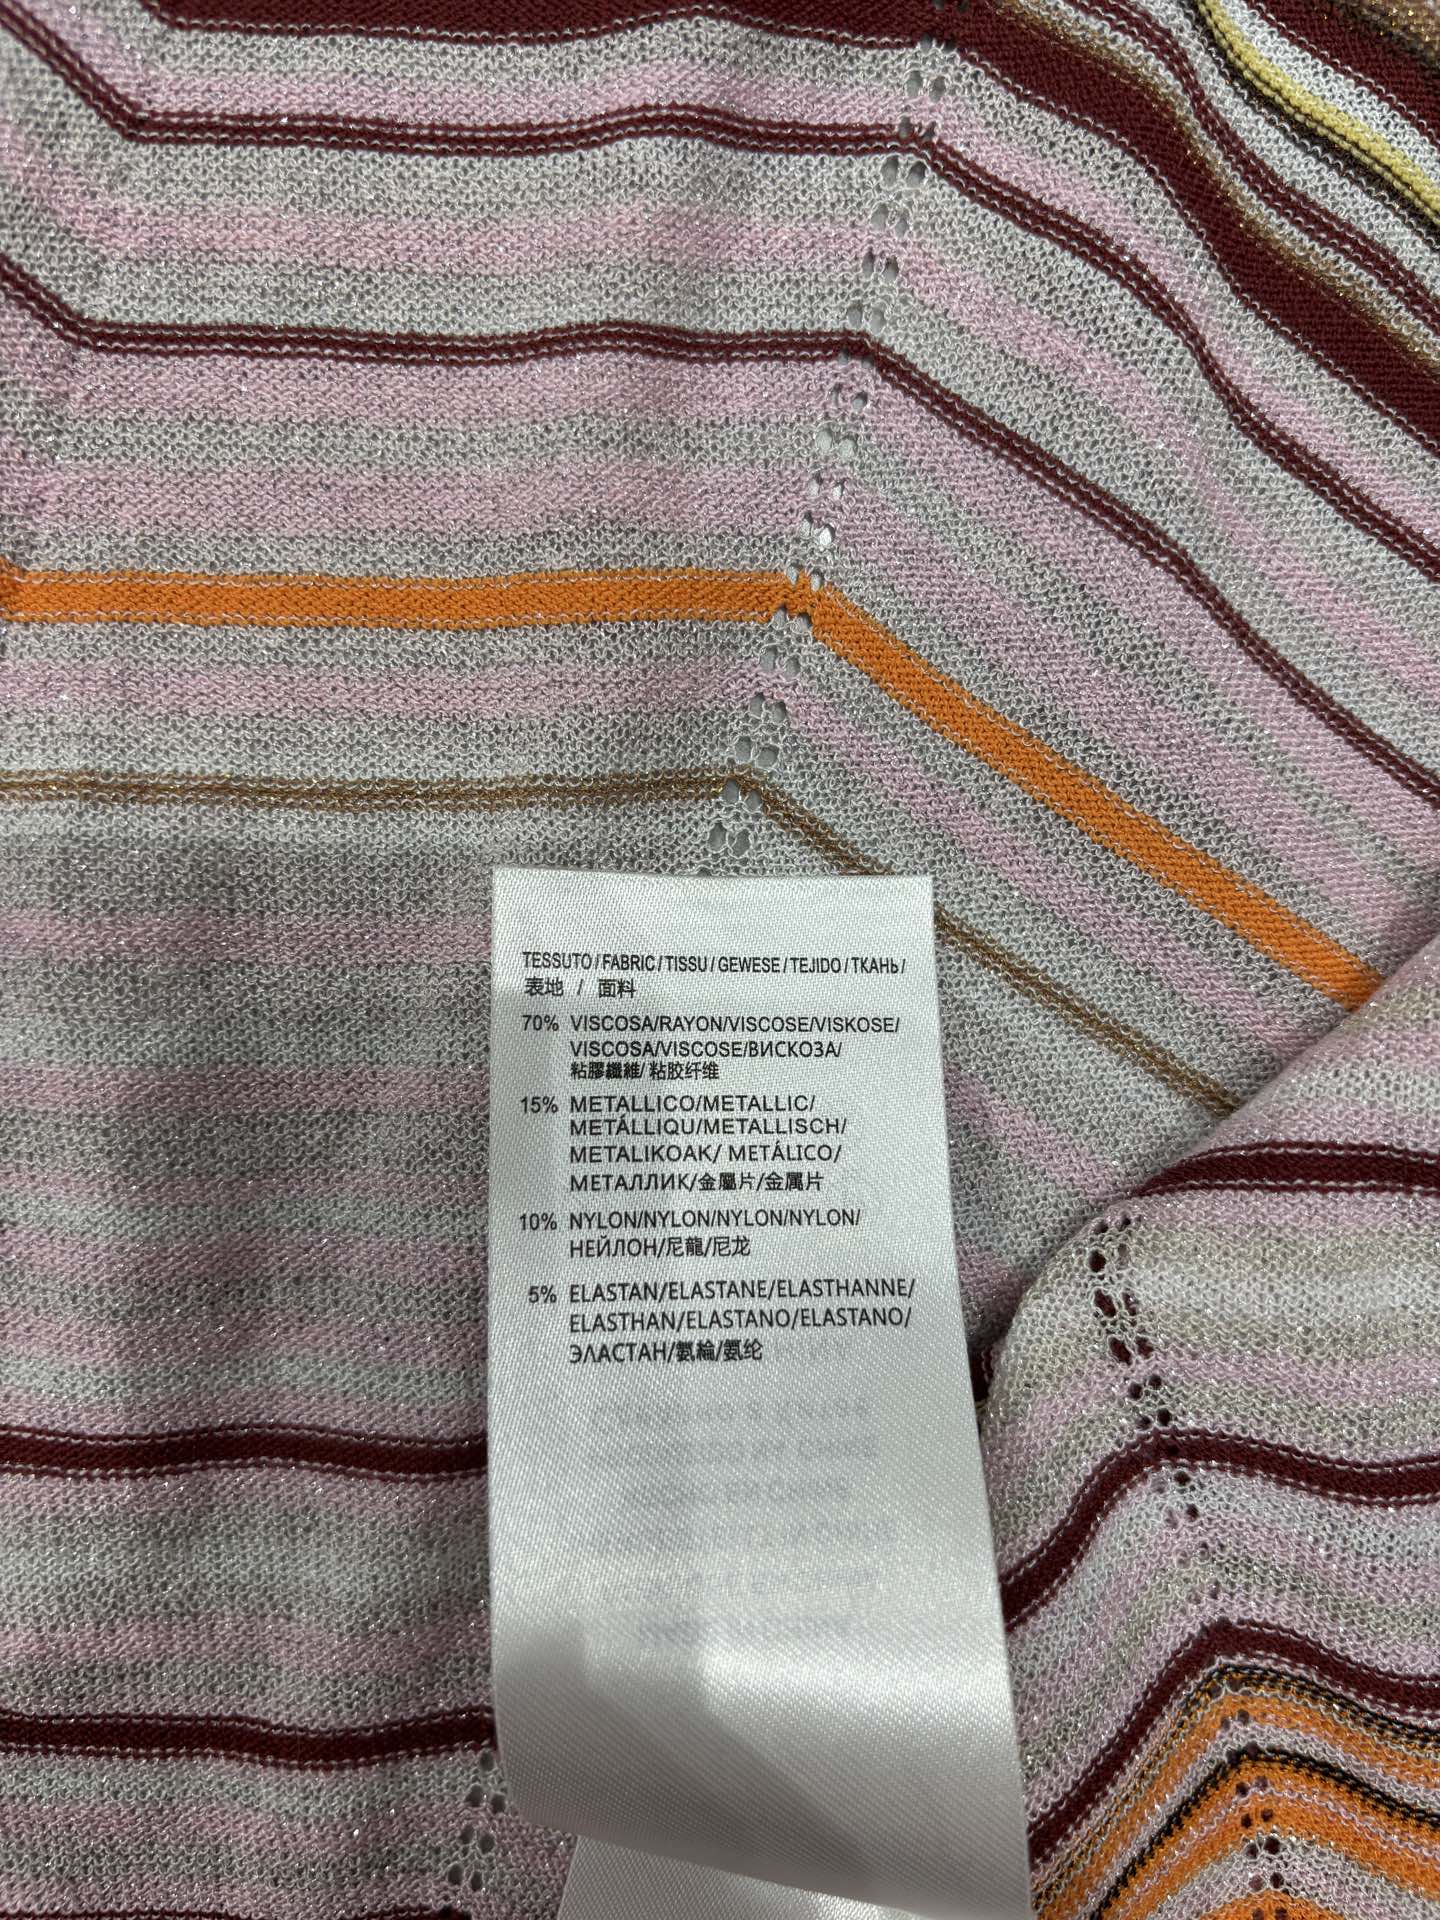 TESSUTO/FABRIC/TISSU/GEWESE/TEJIDO/ТКАНЬ/
表地 / 面料
70% VISCOSA/RAYON/VISCOSE/VISKOSE/
VISCOSA/VISCOSE/ВИСКОЗА/
粘膠纖維/粘胶纤维
15% METALLICO/METALLIC/
METÁLLIQU/METALLISCH/
METALIKOAK/ METÁLICO/
МЕТАЛЛИК/金屬片/金属片
10% NYLON/NYLON/NYLON/NYLON/
НЕЙЛОН/尼龍/尼龙
5% ELASTAN/ELASTANE/ELASTHANNE/
ELASTHAN/ELASTANO/ELASTANO/
ЭЛАСТАН/氨綸/氨纶